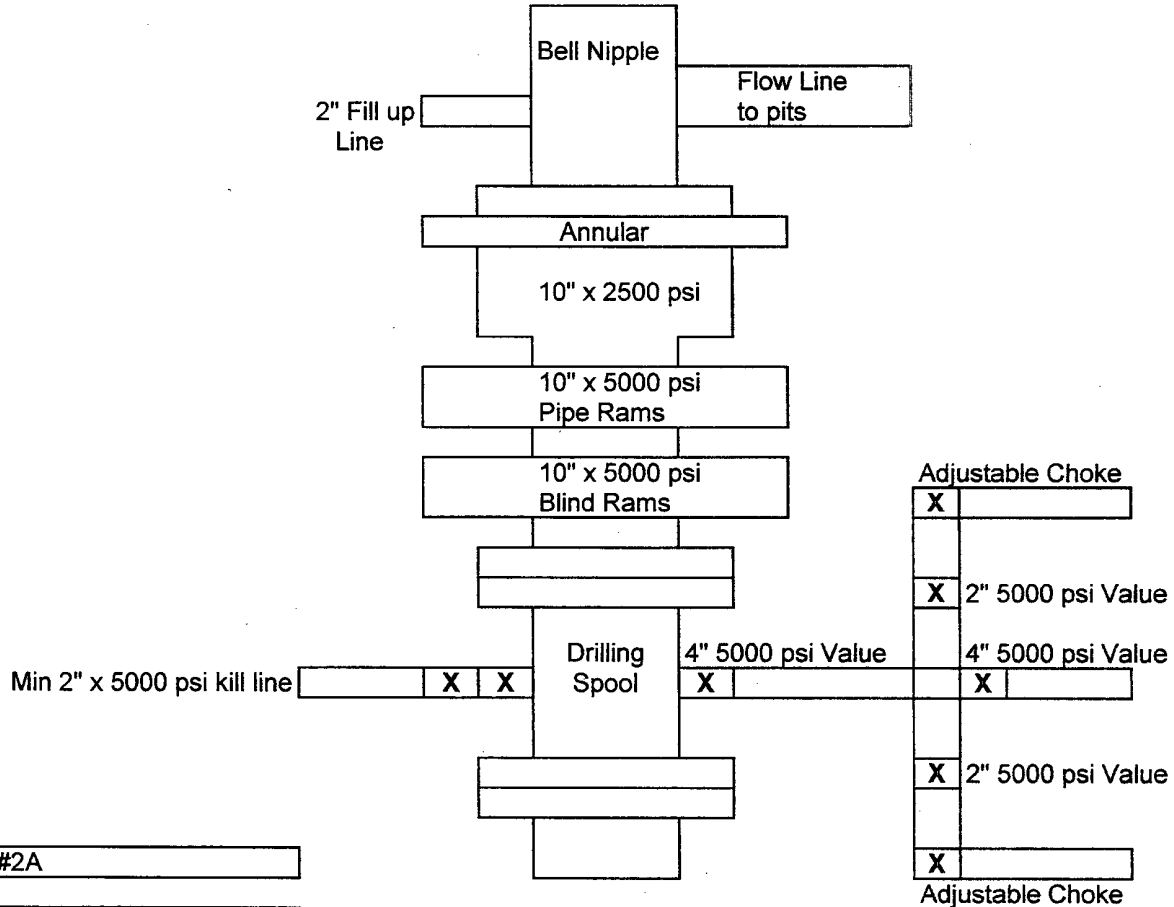 Bell Nipple
Flow Line
to pits
2" Fill up
Line
Annular
10" x 2500 psi
10" x 5000 psi
Pipe Rams
10" x 5000 psi
Blind Rams
Adjustable Choke
X
X 2" 5000 psi Value
Drilling
Spool
4" 5000 psi Value
4" 5000 psi Value
Min 2" x 5000 psi kill line
X X
X
X
X 2" 5000 psi Value
#2A
X
Adjustable Choke